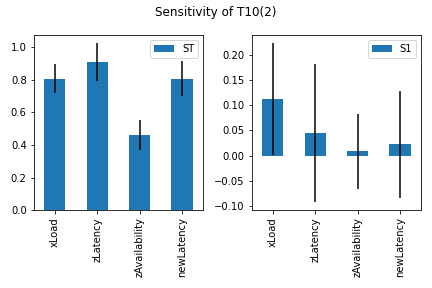 Sensitivity of T10(2)
ST
1.0
0.8
0.6
0.4
0.2
0.0
xLoad
zLatency
zAvailability
newLatency
S1
0.20
0.15
0.10
0.05
0.00
−0.05
−0.10
xLoad
zLatency
zAvailability
newLatency